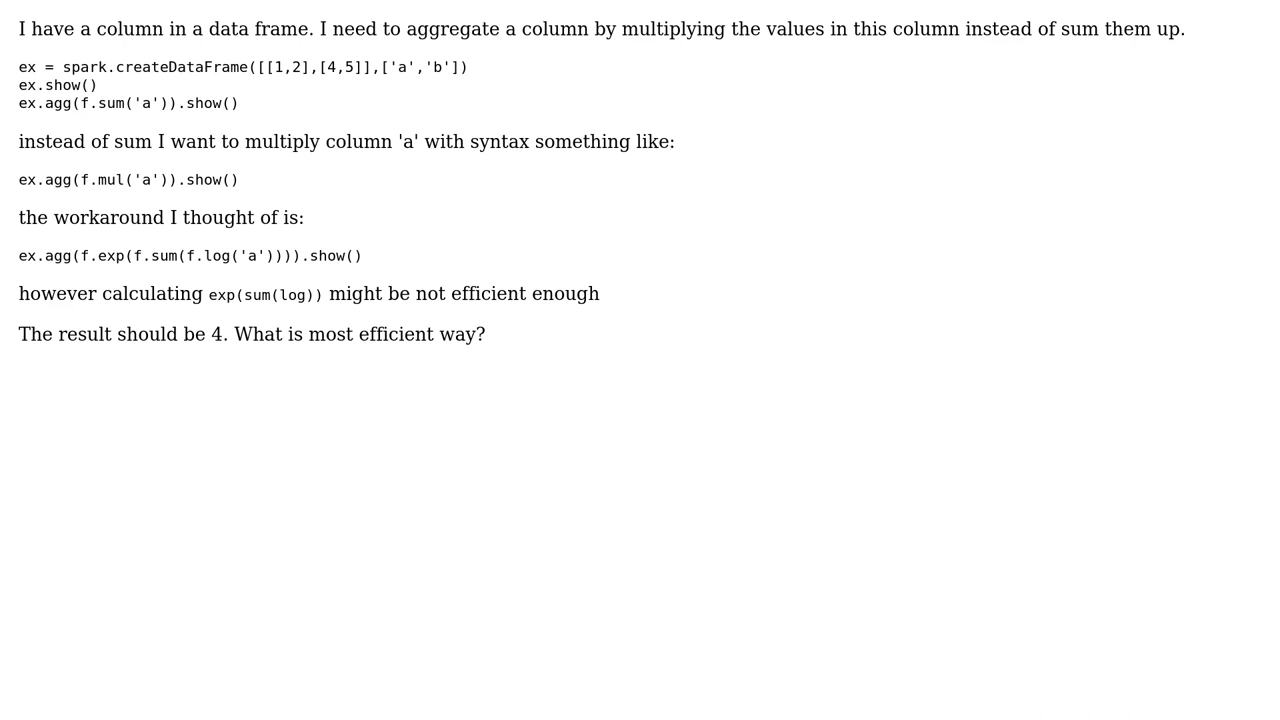 I have a column in a data frame. I need to aggregate a column by multiplying the values in this column instead of sum them up.
ex = spark.createDataFrame([[1,2],[4,5]],['a','b'])
ex.show()
ex.agg(f.sum('a')).show()
instead of sum I want to multiply column 'a' with syntax something like:
ex.agg(f.mul('a')).show()
the workaround I thought of is:
ex.agg(f.exp(f.sum(f.log('a')))).show()
however calculating exp(sum(log)) might be not efficient enough
The result should be 4. What is most efficient way?